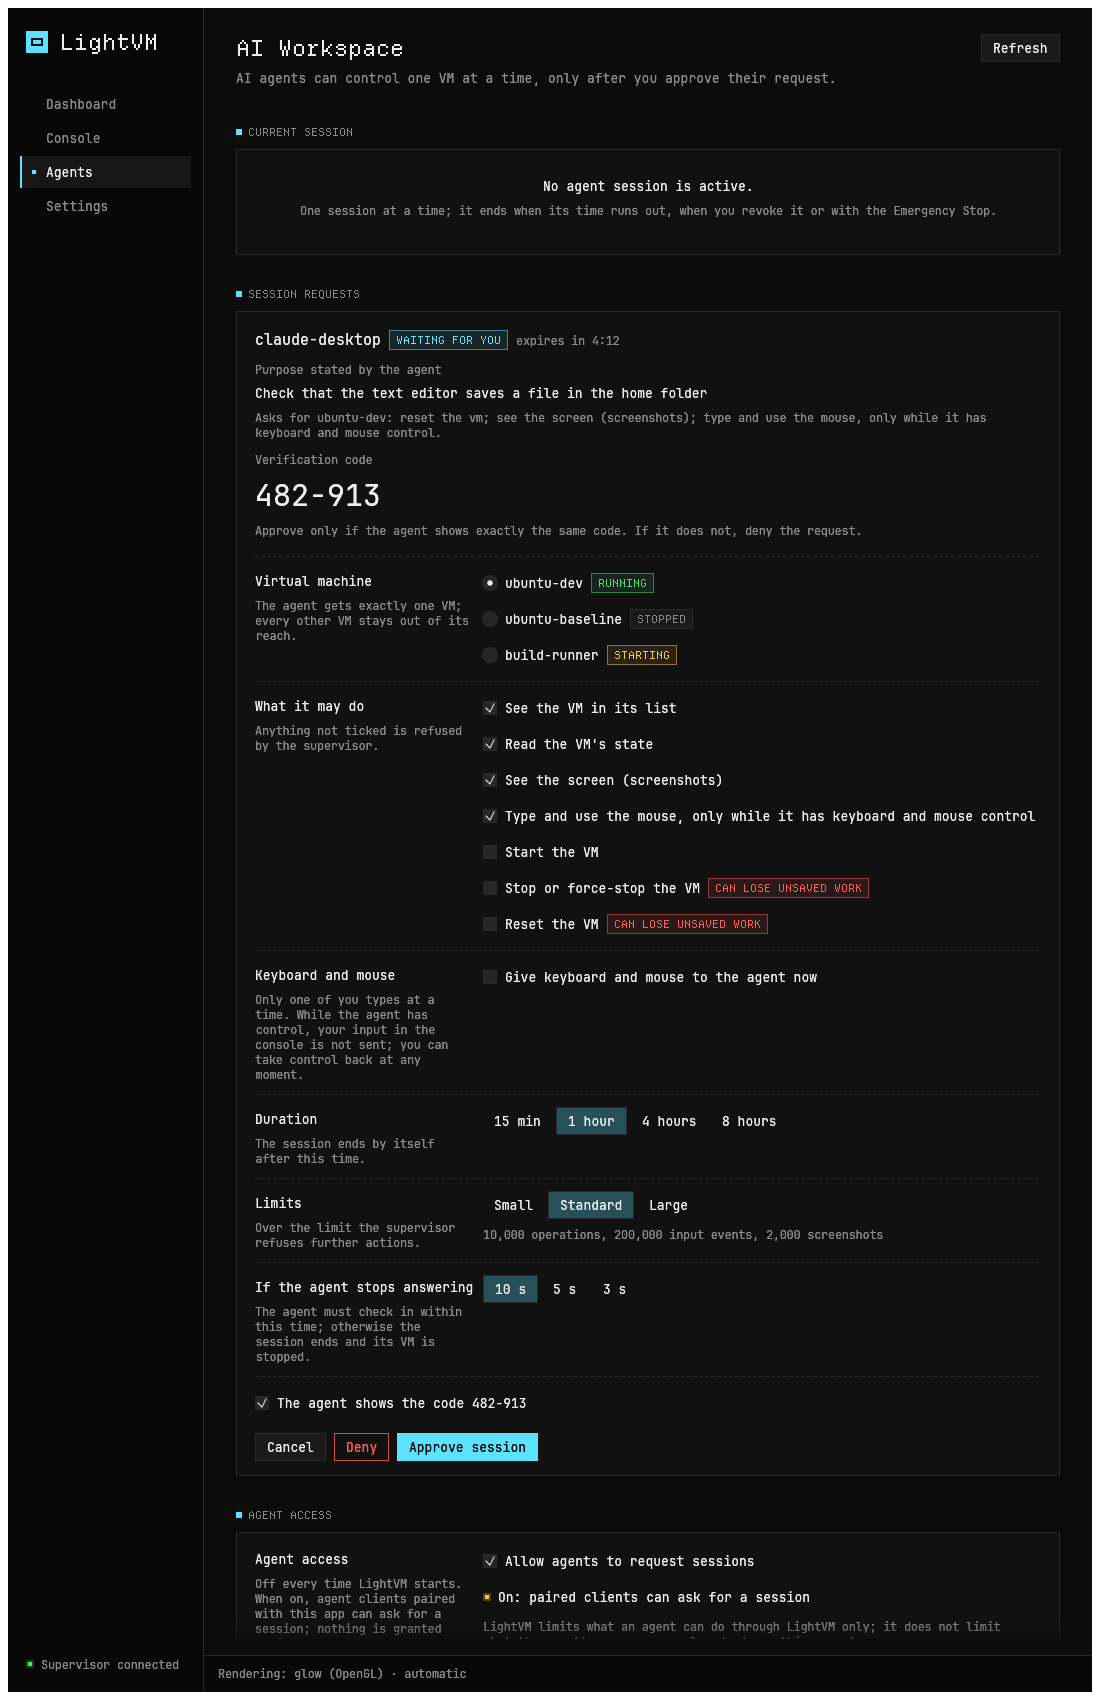 LightVM
Dashboard
Console
Agents
Settings
Supervisor connected
AI Workspace
Refresh
AI agents can control one VM at a time, only after you approve their request.
CURRENT SESSION
No agent session is active.
One session at a time; it ends when its time runs out, when you revoke it or with the Emergency Stop.
SESSION REQUESTS
claude-desktop WAITING FOR YOU expires in 4:12
Purpose stated by the agent
Check that the text editor saves a file in the home folder
Asks for ubuntu-dev: reset the vm; see the screen (screenshots); type and use the mouse, only while it has
keyboard and mouse control.
Verification code
482-913
Approve only if the agent shows exactly the same code. If it does not, deny the request.
Virtual machine
The agent gets exactly one VM;
every other VM stays out of its
reach.
ubuntu-dev RUNNING
ubuntu-baseline STOPPED
build-runner STARTING
What it may do
Anything not ticked is refused
by the supervisor.
See the VM in its list
Read the VM's state
See the screen (screenshots)
Type and use the mouse, only while it has keyboard and mouse control
Start the VM
Stop or force-stop the VM CAN LOSE UNSAVED WORK
Reset the VM CAN LOSE UNSAVED WORK
Keyboard and mouse
Only one of you types at a
time. While the agent has
control, your input in the
console is not sent; you can
take control back at any
moment.
Give keyboard and mouse to the agent now
Duration
The session ends by itself
after this time.
15 min 1 hour 4 hours 8 hours
Limits
Over the limit the supervisor
refuses further actions.
Small Standard Large
10,000 operations, 200,000 input events, 2,000 screenshots
If the agent stops answering
The agent must check in within
this time; otherwise the
session ends and its VM is
stopped.
10 s 5 s 3 s
The agent shows the code 482-913
Cancel Deny Approve session
AGENT ACCESS
Agent access
Off every time LightVM starts.
When on, agent clients paired
with this app can ask for a
session; nothing is granted
Allow agents to request sessions
On: paired clients can ask for a session
LightVM limits what an agent can do through LightVM only; it does not limit
Rendering: glow (OpenGL) · automatic